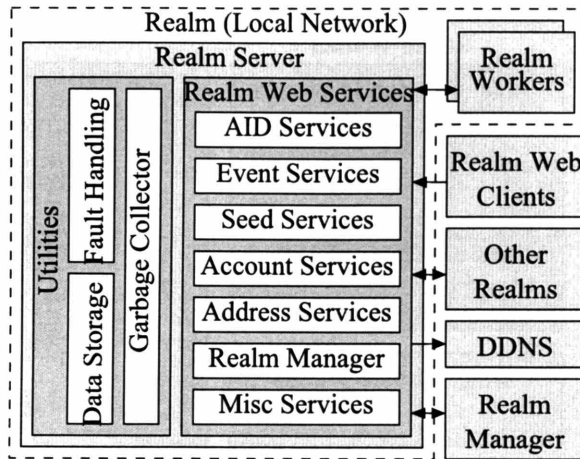 Realm (Local Network)
Realm Server
Utilities
Fault Handling
Data Storage
Garbage Collector
Realm Web Services
AID Services
Event Services
Seed Services
Account Services
Address Services
Realm Manager
Misc Services
Realm
Workers
Realm Web
Clients
Other
Realms
DDNS
Realm
Manager